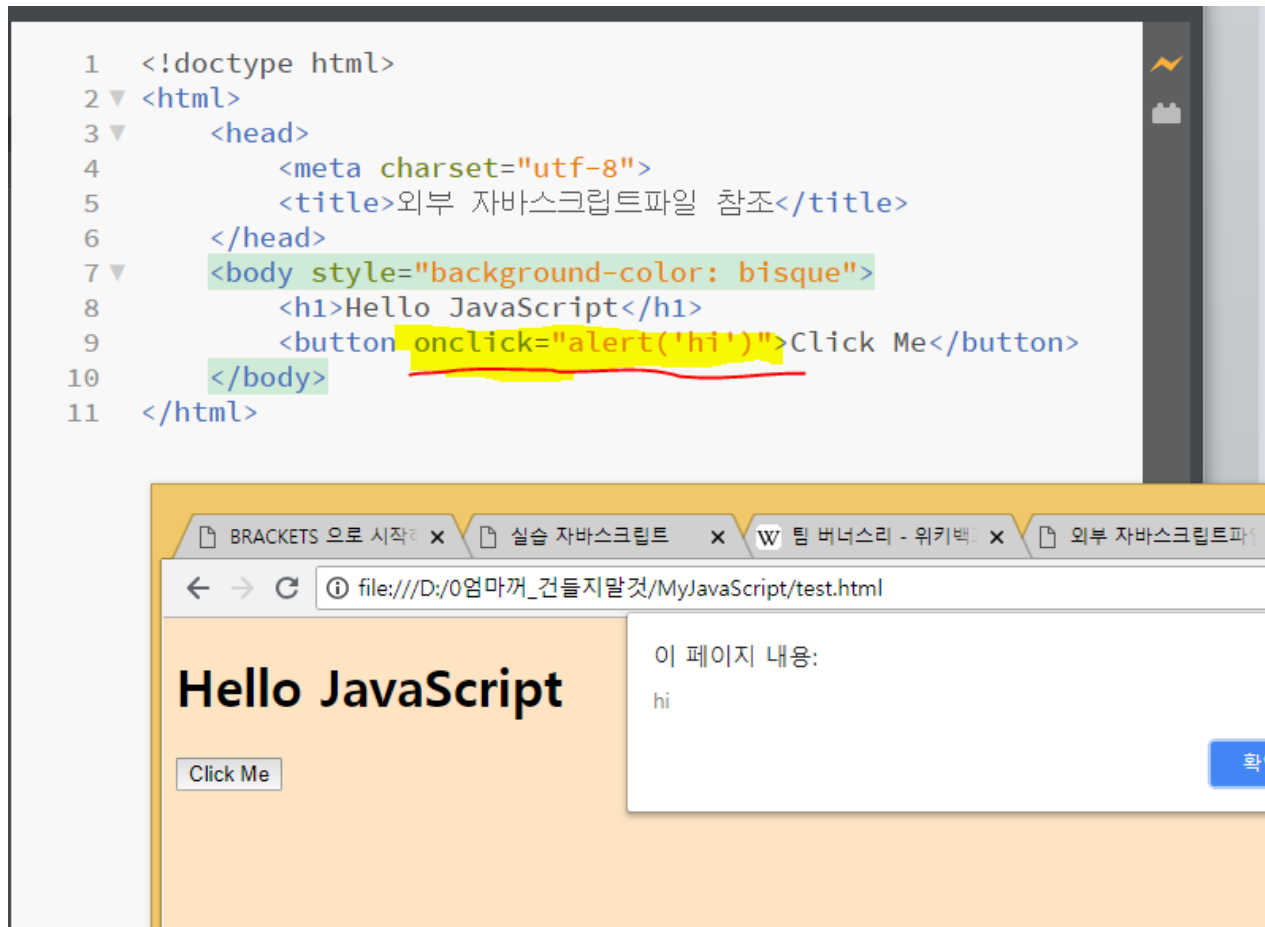 1 <!doctype html>
2 <html>
3 <head>
4 <meta charset="utf-8">
5 <title>외부 자바스크립트파일 참조</title>
6 </head>
7 <body style="background-color: bisque">
8 <h1>Hello JavaScript</h1>
9 <button onclick="alert('hi')">Click Me</button>
10 </body>
11 </html>
BRACKETS 으로 시작 실습 자바스크립트 W 팀 버너스리 - 위키백 외부 자바스크립트파
file:///D:/0엄마꺼_건들지말것/MyJavaScript/test.html
이 페이지 내용:
Hello JavaScript
hi
확
Click Me